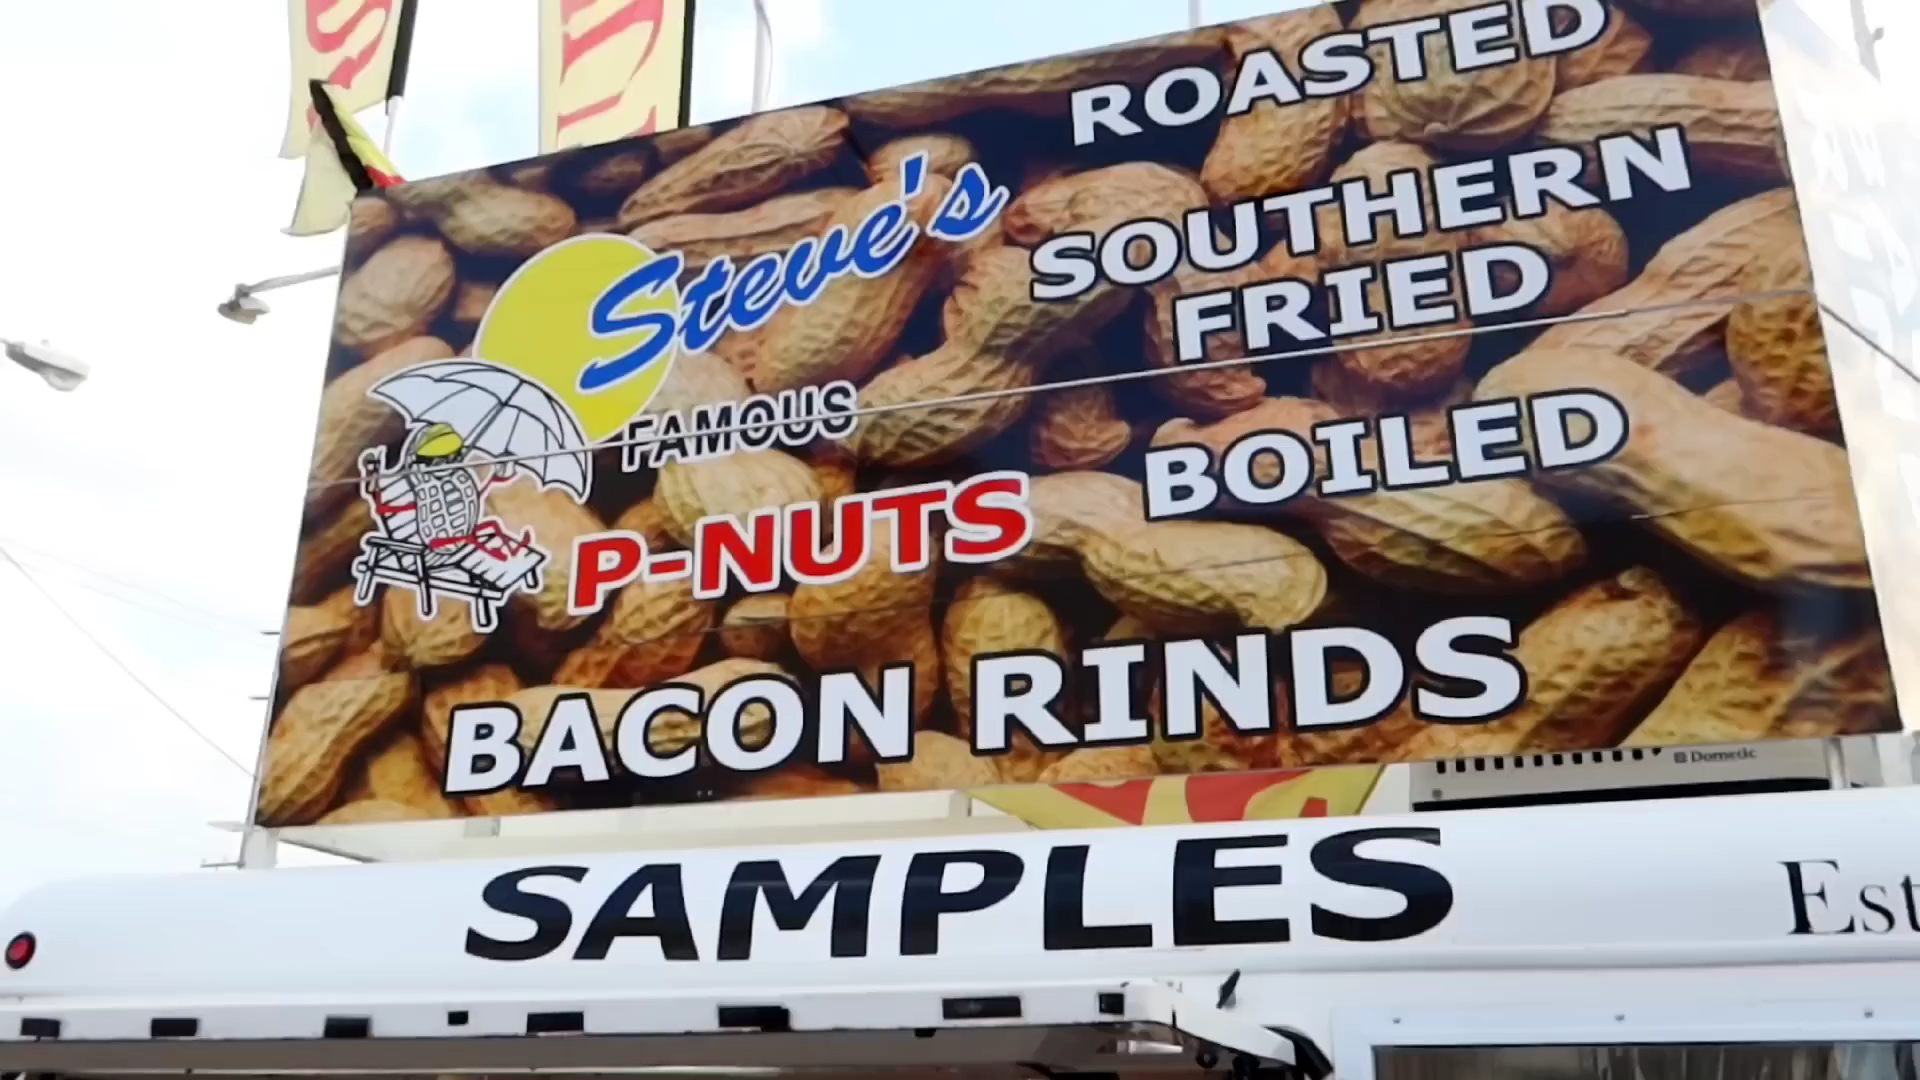 Steve's
FAMOUS
P-NUTS
ROASTED
SOUTHERN
FRIED
BOILED
BACON RINDS
Dometic
SAMPLES
Est